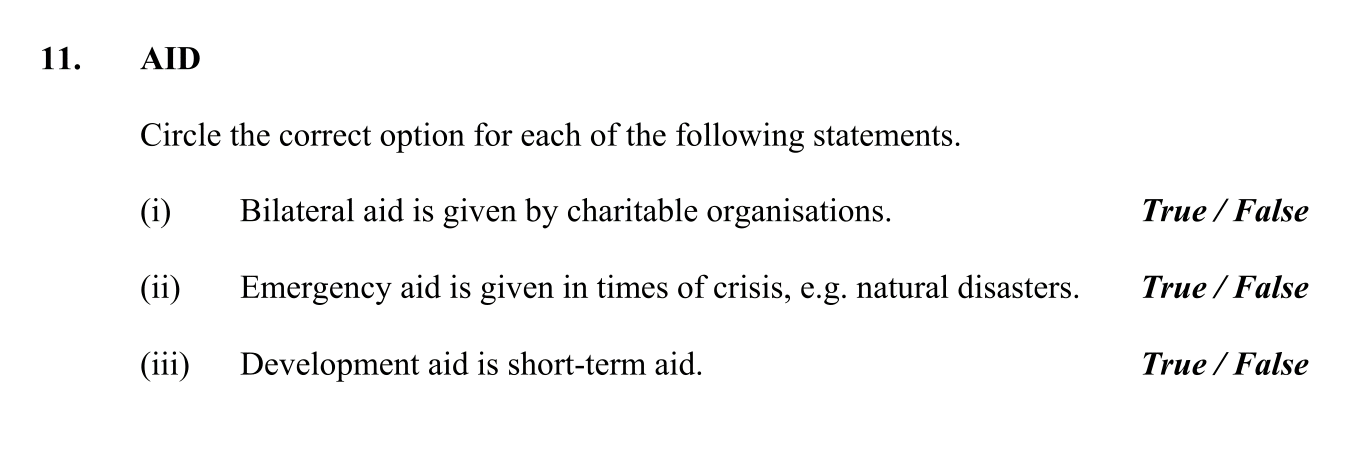 11. AID
Circle the correct option for each of the following statements.
(i) Bilateral aid is given by charitable organisations. True / False
(ii) Emergency aid is given in times of crisis, e.g. natural disasters. True / False
(iii) Development aid is short-term aid. True / False